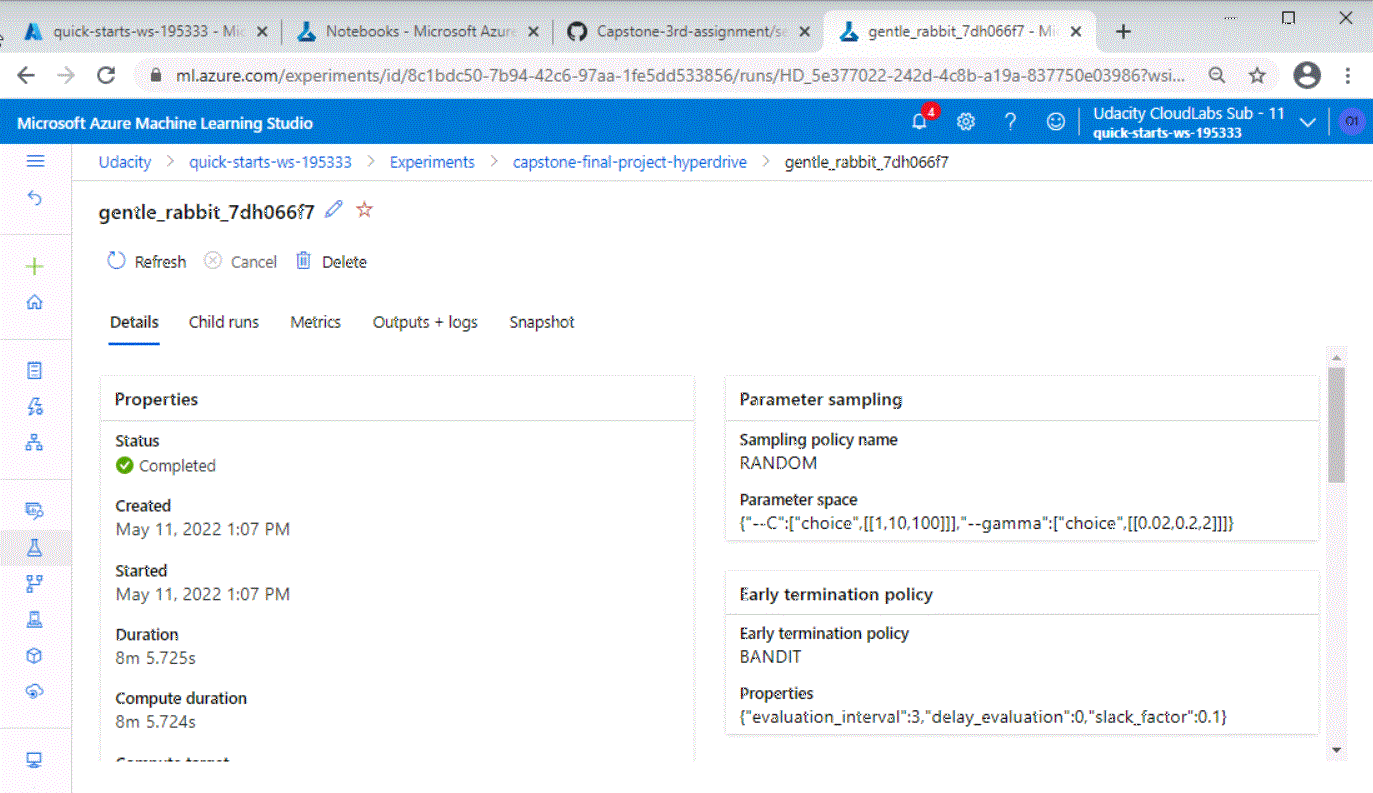 quick-starts-ws-195333 - Mic
Notebooks - Microsoft Azure
Capstone-3rd-assignment/se
gentle_rabbit_7dh066f7 - Mi
ml.azure.com/experiments/id/8c1bdc50-7b94-42c6-97aa-1fe5dd533856/runs/HD_5e377022-242d-4c8b-a19a-837750e03986?wsi...
Microsoft Azure Machine Learning Studio
4
Udacity CloudLabs Sub - 11
quick-starts-ws-195333
O1
Udacity > quick-starts-ws-195333 > Experiments > capstone-final-project-hyperdrive > gentle_rabbit_7dh066f7
gentle_rabbit_7dh066f7
Refresh Cancel Delete
Details Child runs Metrics Outputs + logs Snapshot
Properties
Status
Completed
Created
May 11, 2022 1:07 PM
Started
May 11, 2022 1:07 PM
Duration
8m 5.725s
Compute duration
8m 5.724s
Compute target
Parameter sampling
Sampling policy name
RANDOM
Parameter space
{"--C":["choice",[[1,10,100]]],"--gamma":["choice",[[0.02,0.2,2]]]}
Early termination policy
Early termination policy
BANDIT
Properties
{"evaluation_interval":3,"delay_evaluation":0,"slack_factor":0.1}